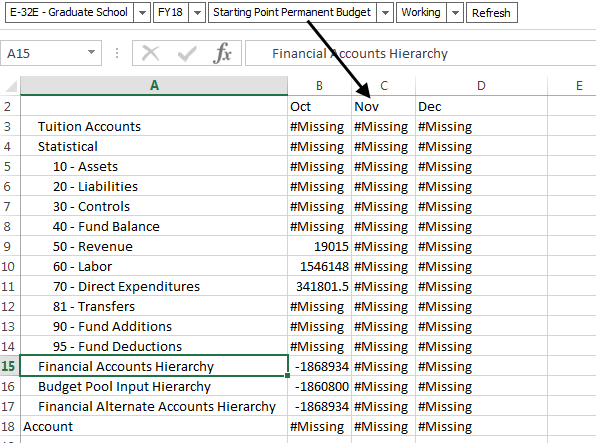 E-32E - Graduate School FY18 Starting Point Permanent Budget Working Refresh
A15 fx Financial Accounts Hierarchy
A B C D E
2 Oct Nov Dec
3 Tuition Accounts #Missing #Missing #Missing
4 Statistical #Missing #Missing #Missing
5 10 - Assets #Missing #Missing #Missing
6 20 - Liabilities #Missing #Missing #Missing
7 30 - Controls #Missing #Missing #Missing
8 40 - Fund Balance #Missing #Missing #Missing
9 50 - Revenue 19015 #Missing #Missing
10 60 - Labor 1546148 #Missing #Missing
11 70 - Direct Expenditures 341801.5 #Missing #Missing
12 81 - Transfers #Missing #Missing #Missing
13 90 - Fund Additions #Missing #Missing #Missing
14 95 - Fund Deductions #Missing #Missing #Missing
15 Financial Accounts Hierarchy -1868934 #Missing #Missing
16 Budget Pool Input Hierarchy -1860800 #Missing #Missing
17 Financial Alternate Accounts Hierarchy -1868934 #Missing #Missing
18 Account #Missing #Missing #Missing